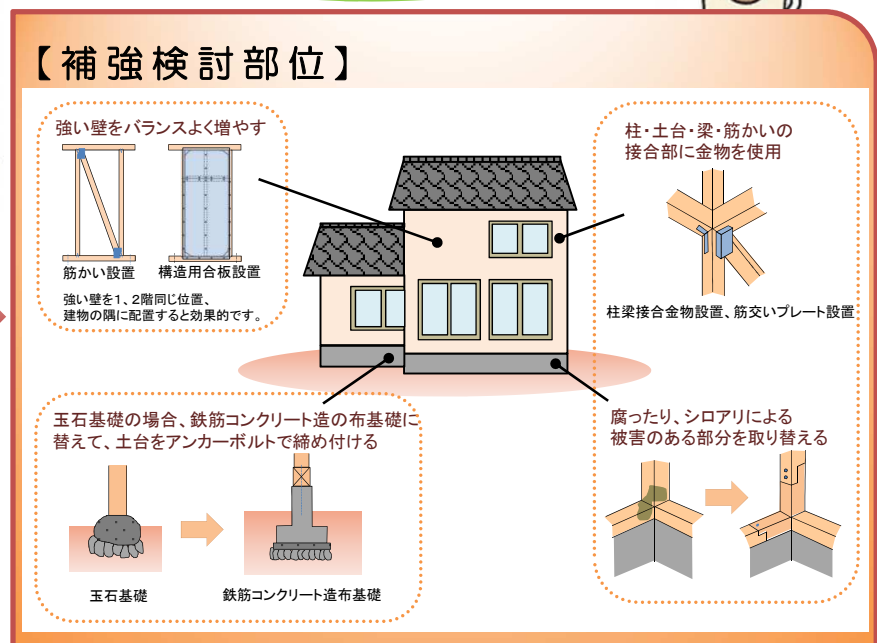 【補強検討部位】
強い壁をバランスよく増やす
筋かい設置
構造用合板設置
強い壁を1、2階同じ位置、
建物の隅に配置すると効果的です。
柱・土台・梁・筋かいの
接合部に金物を使用
柱梁接合金物設置、筋交いプレート設置
玉石基礎の場合、鉄筋コンクリート造の布基礎に
替えて、土台をアンカーボルトで締め付ける
玉石基礎
鉄筋コンクリート造布基礎
腐ったり、シロアリによる
被害のある部分を取り替える